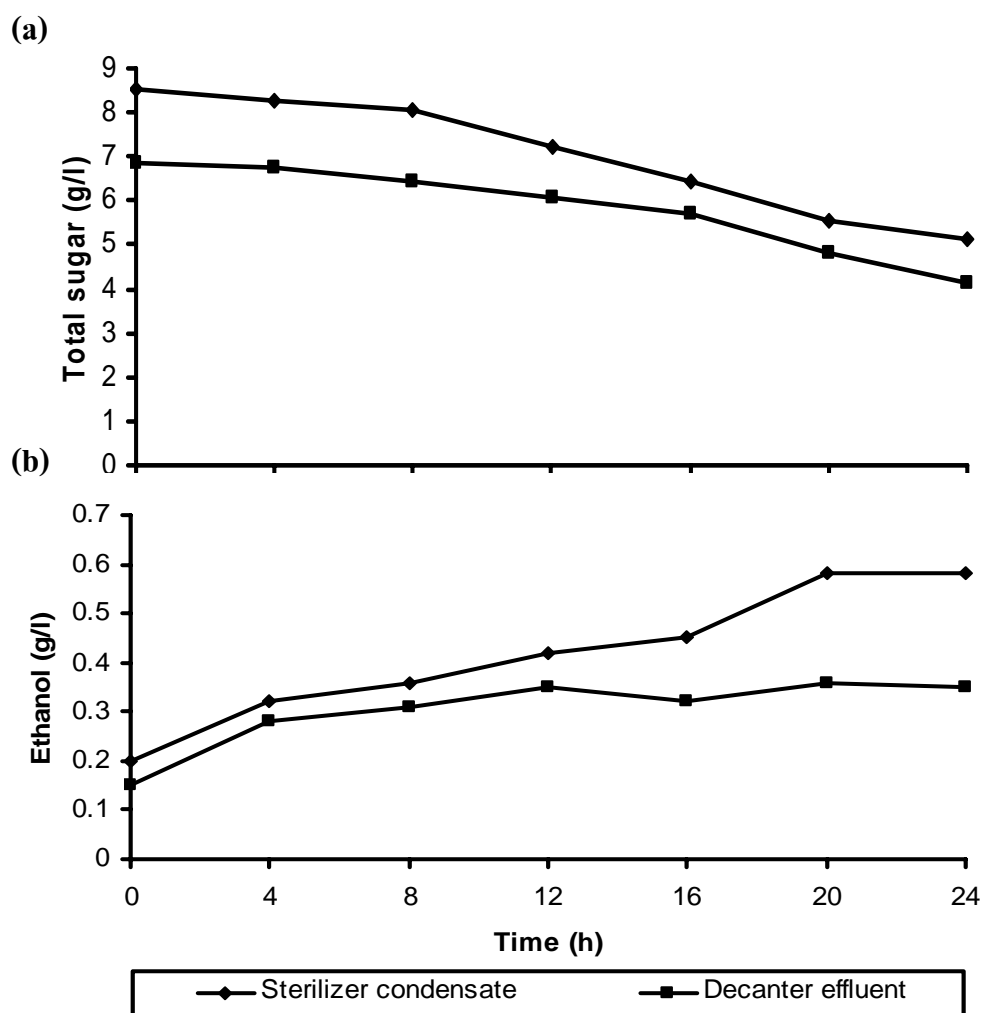 (a)
9
8
7
6
5
4
3
2
1
0
Total sugar (g/l)
(b)
0.7
0.6
0.5
0.4
0.3
0.2
0.1
0
Ethanol (g/l)
0 4 8 12 16 20 24
Time (h)
Sterilizer condensate Decanter effluent